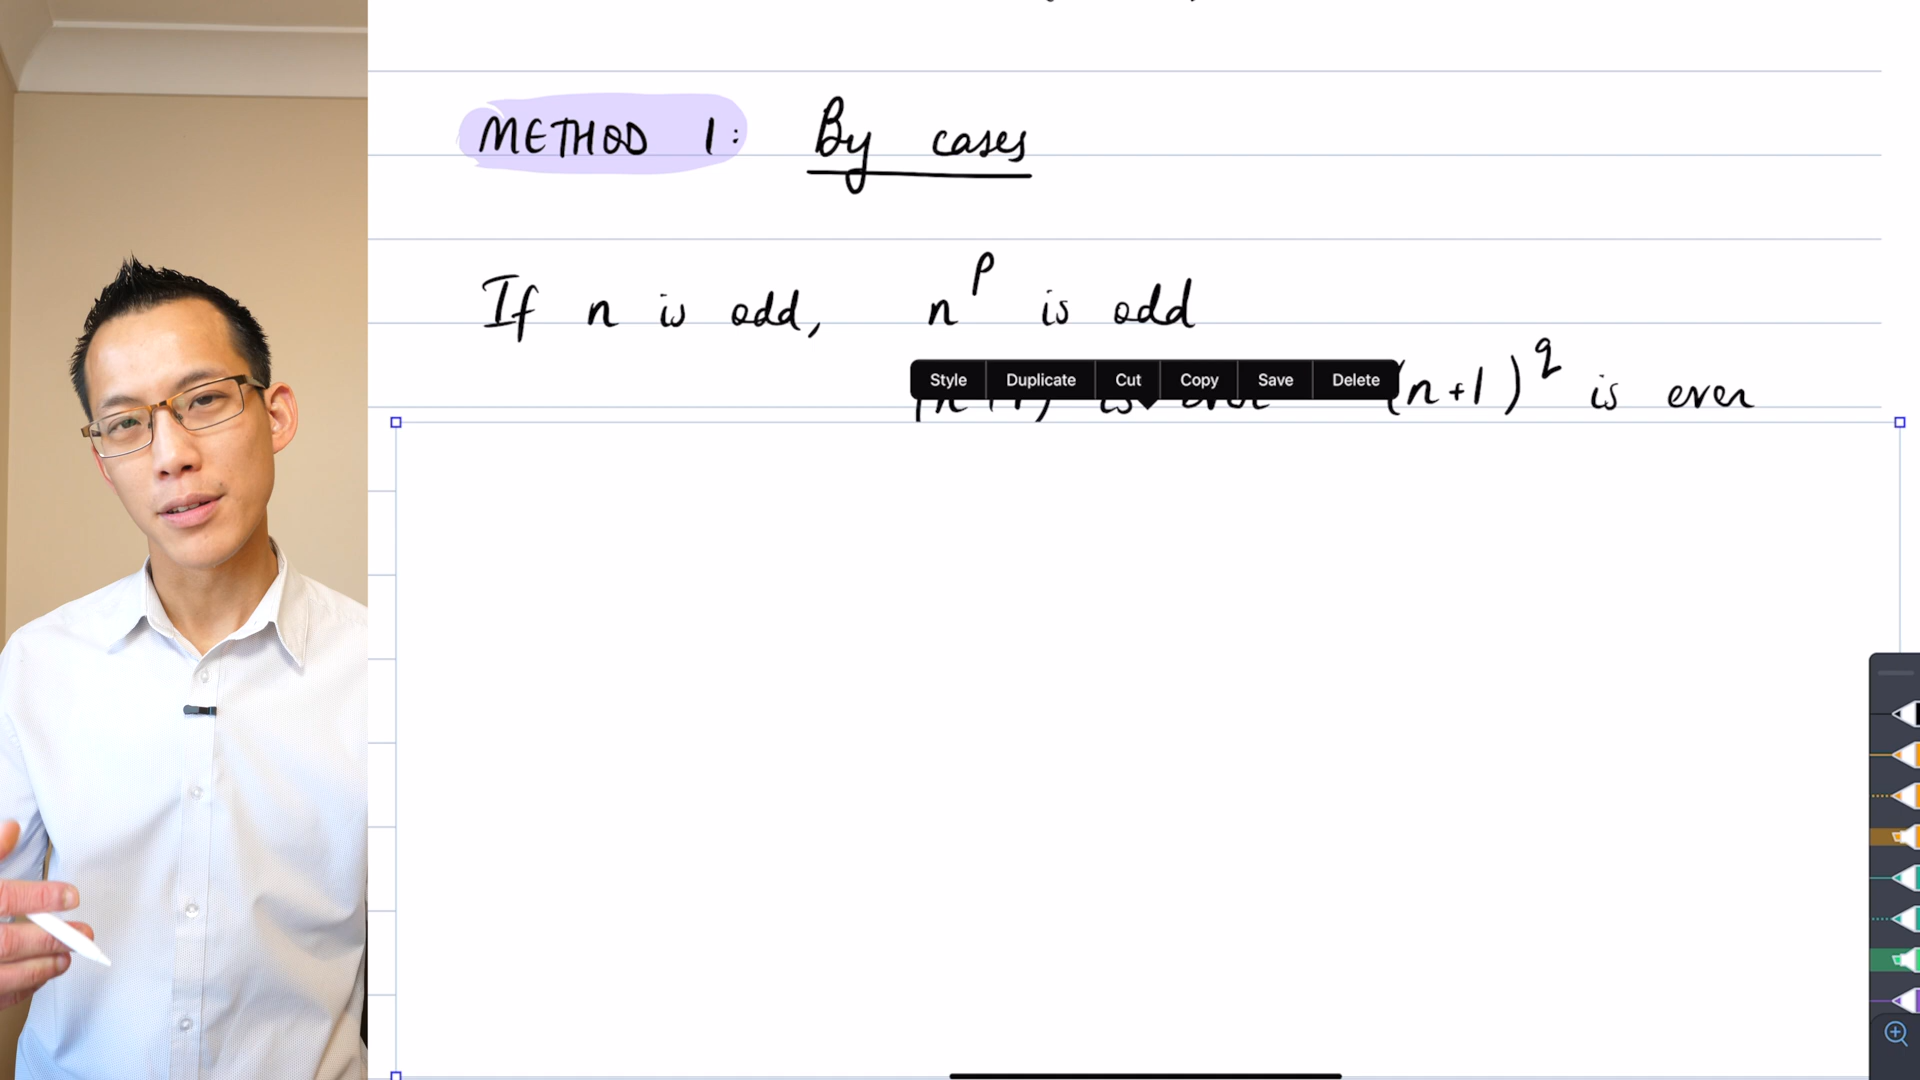 METHOD 1: By cases
If n is odd, n^p is odd
Style Duplicate Cut Copy Save Delete
(n+1)^q is even